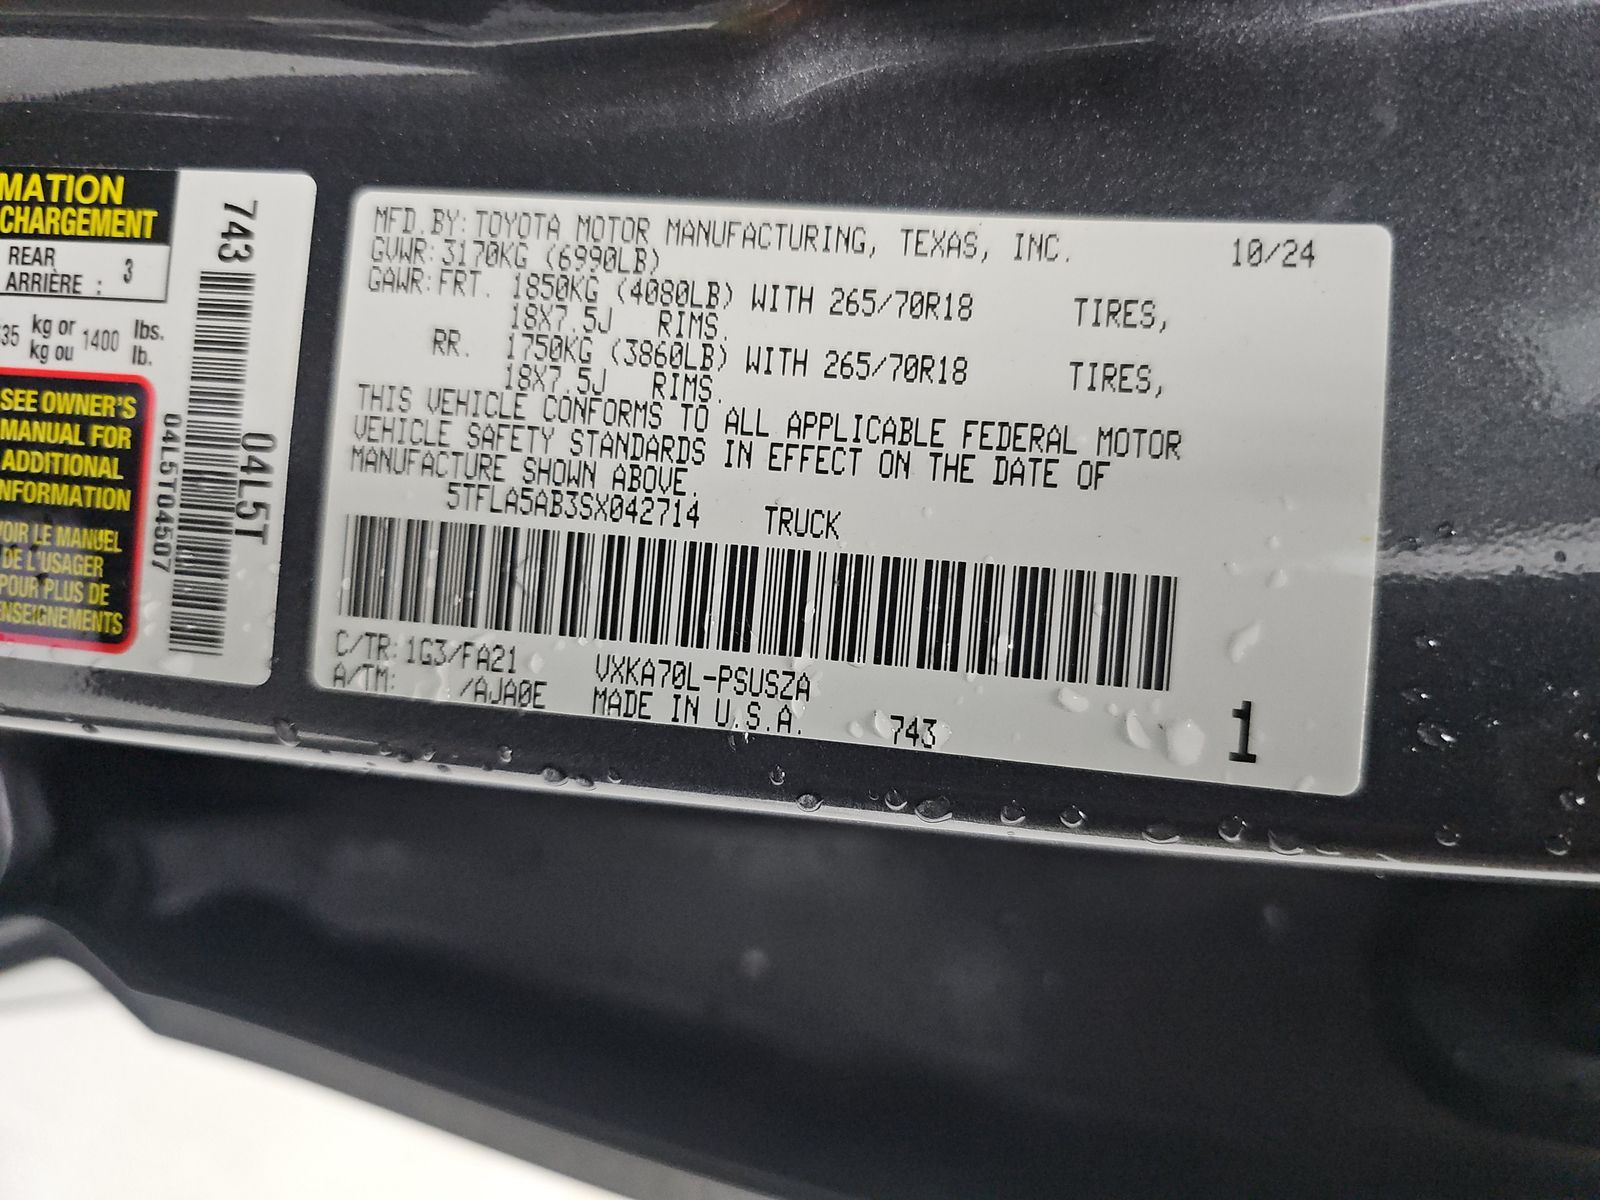 MATION
CHARGEMENT
REAR
ARRIÈRE : 3
35 kg or 1400 lbs.
kg ou lb.
SEE OWNER'S
MANUAL FOR
ADDITIONAL
NFORMATION
VOIR LE MANUEL
DE L'USAGER
POUR PLUS DE
NSEIGNEMENTS
743
04L5T04507
04L5T
MFD.BY: TOYOTA MOTOR MANUFACTURING, TEXAS, INC. 10/24
GVWR: 3170KG (6990LB)
GAWR: FRT. 1850KG (4080LB) WITH 265/70R18 TIRES,
18X7.5J RIMS.
RR. 1750KG (3860LB) WITH 265/70R18 TIRES,
18X7.5J RIMS.
THIS VEHICLE CONFORMS TO ALL APPLICABLE FEDERAL MOTOR
VEHICLE SAFETY STANDARDS IN EFFECT ON THE DATE OF
MANUFACTURE SHOWN ABOVE.
5TFLA5AB3SX042714 TRUCK
C/TR: 1G3/FA21 VXKA70L-PSUSZA
A/TM: /AJA0E MADE IN U.S.A. 743
1